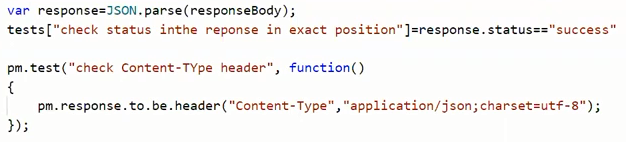 var response=JSON.parse(responseBody);
tests["check status inthe reponse in exact position"]=response.status=="success"
pm.test("check Content-TYpe header", function()
{
pm.response.to.be.header("Content-Type","application/json;charset=utf-8");
});